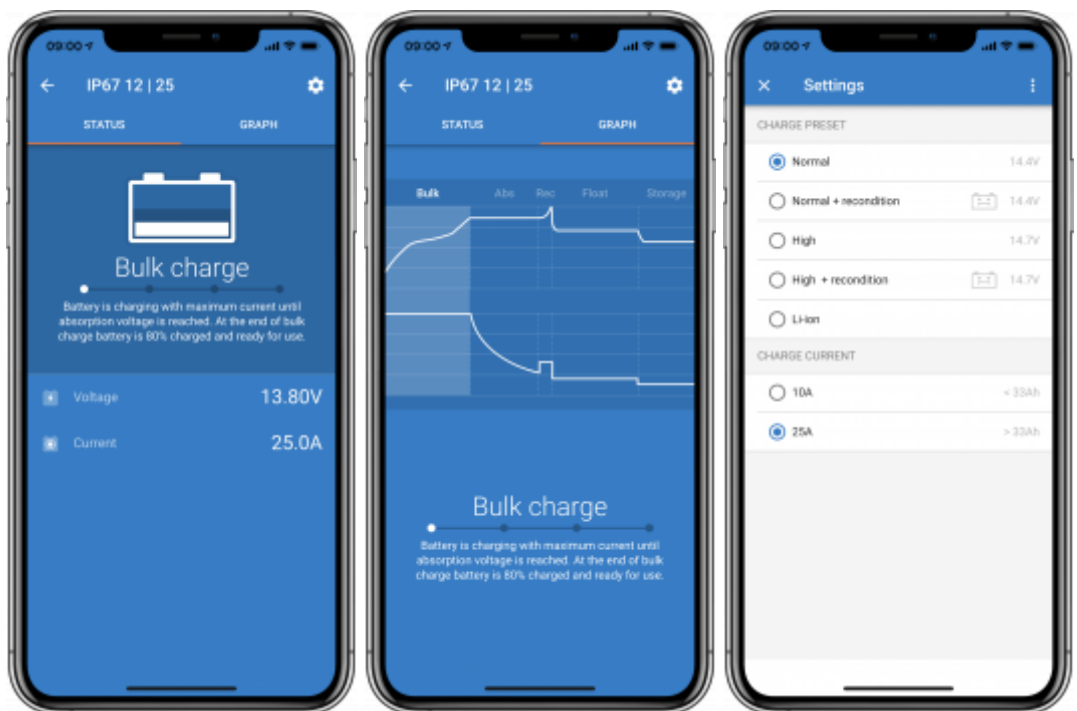 09:00
IP67 12 | 25
STATUS GRAPH
Bulk charge
Battery is charging with maximum current until
absorption voltage is reached. At the end of bulk
charge battery is 80% charged and ready for use.
Voltage 13.80V
Current 25.0A
09:00
IP67 12 | 25
STATUS GRAPH
Bulk Abs Rec Float Storage
Bulk charge
Battery is charging with maximum current until
absorption voltage is reached. At the end of bulk
charge battery is 80% charged and ready for use.
09:00
Settings
CHARGE PRESET
Normal 14.4V
Normal + recondition 14.4V
High 14.7V
High + recondition 14.7V
Li-ion
CHARGE CURRENT
10A < 33Ah
25A > 33Ah